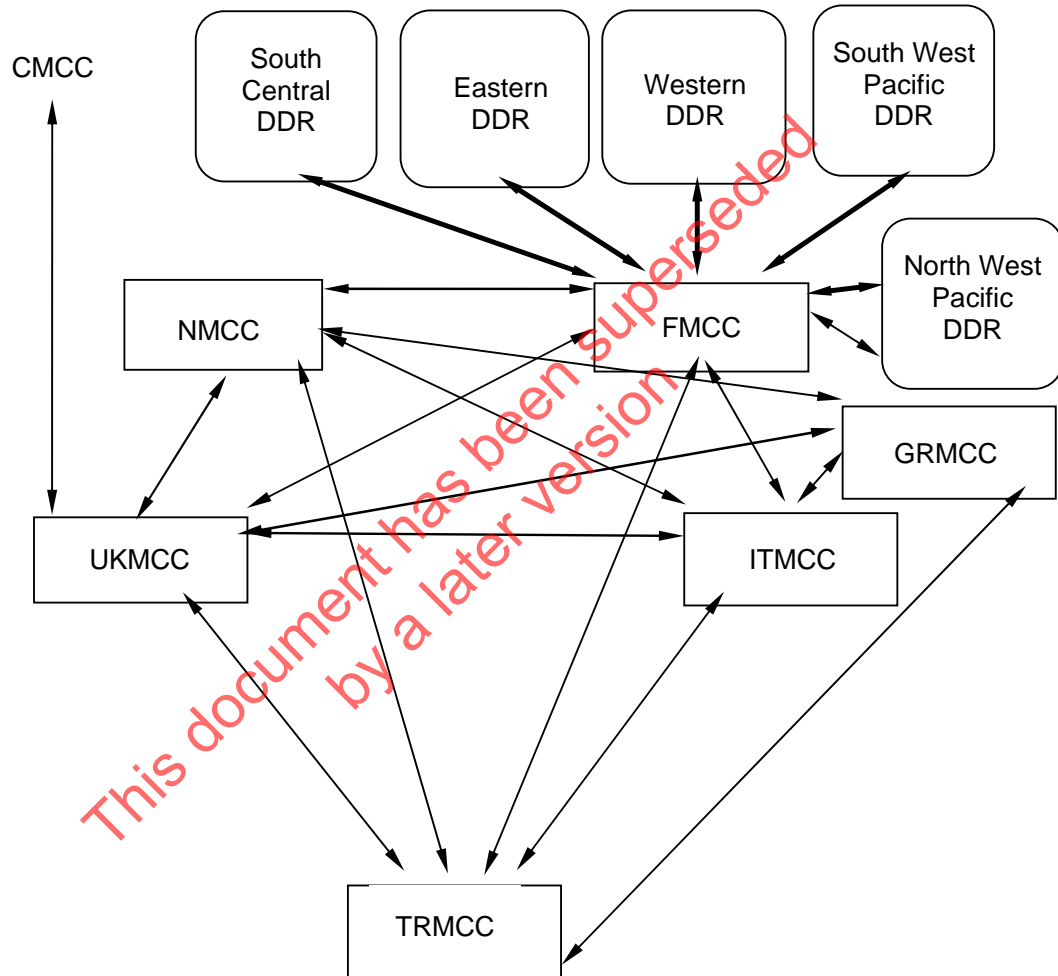 CMCC
South
Central
DDR
Eastern
DDR
Western
DDR
South West
Pacific
DDR
North West
Pacific
DDR
NMCC
FMCC
GRMCC
UKMCC
ITMCC
TRMCC
This document has been superseded
by a later version